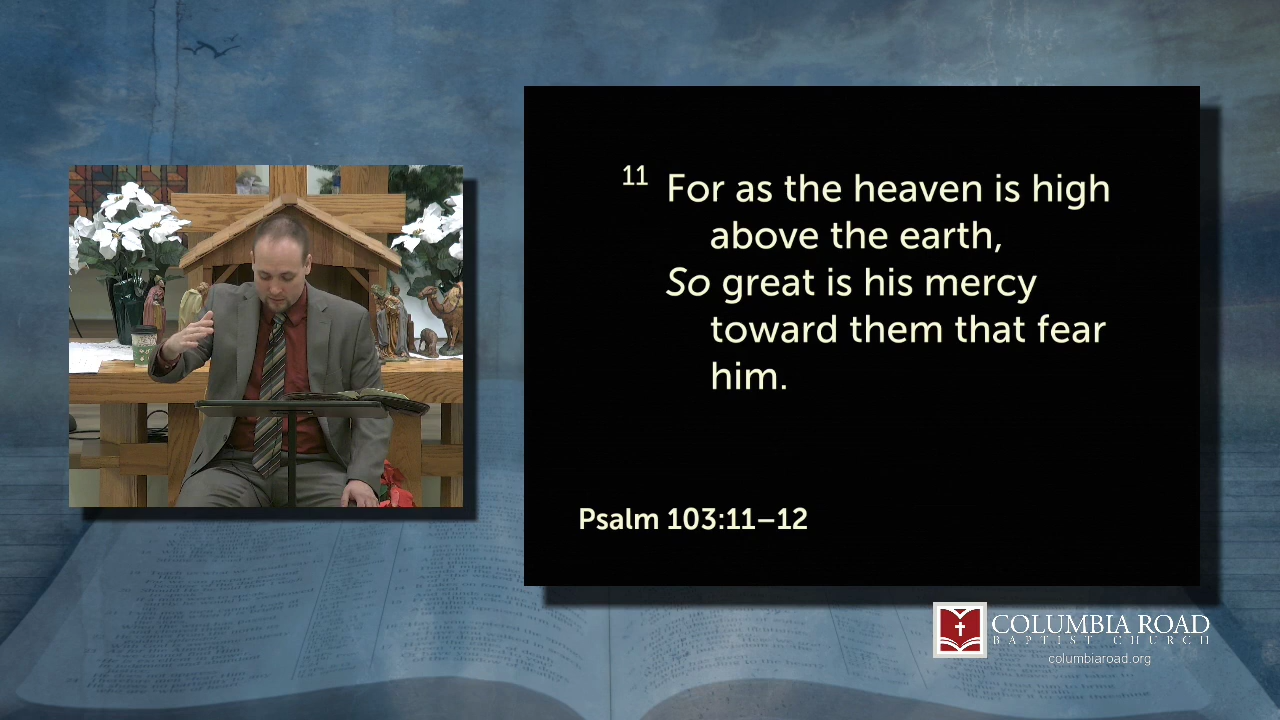 11 For as the heaven is high
above the earth,
So great is his mercy
toward them that fear
him.
Psalm 103:11–12
COLUMBIA ROAD
BAPTIST CHURCH
columbiaroad.org